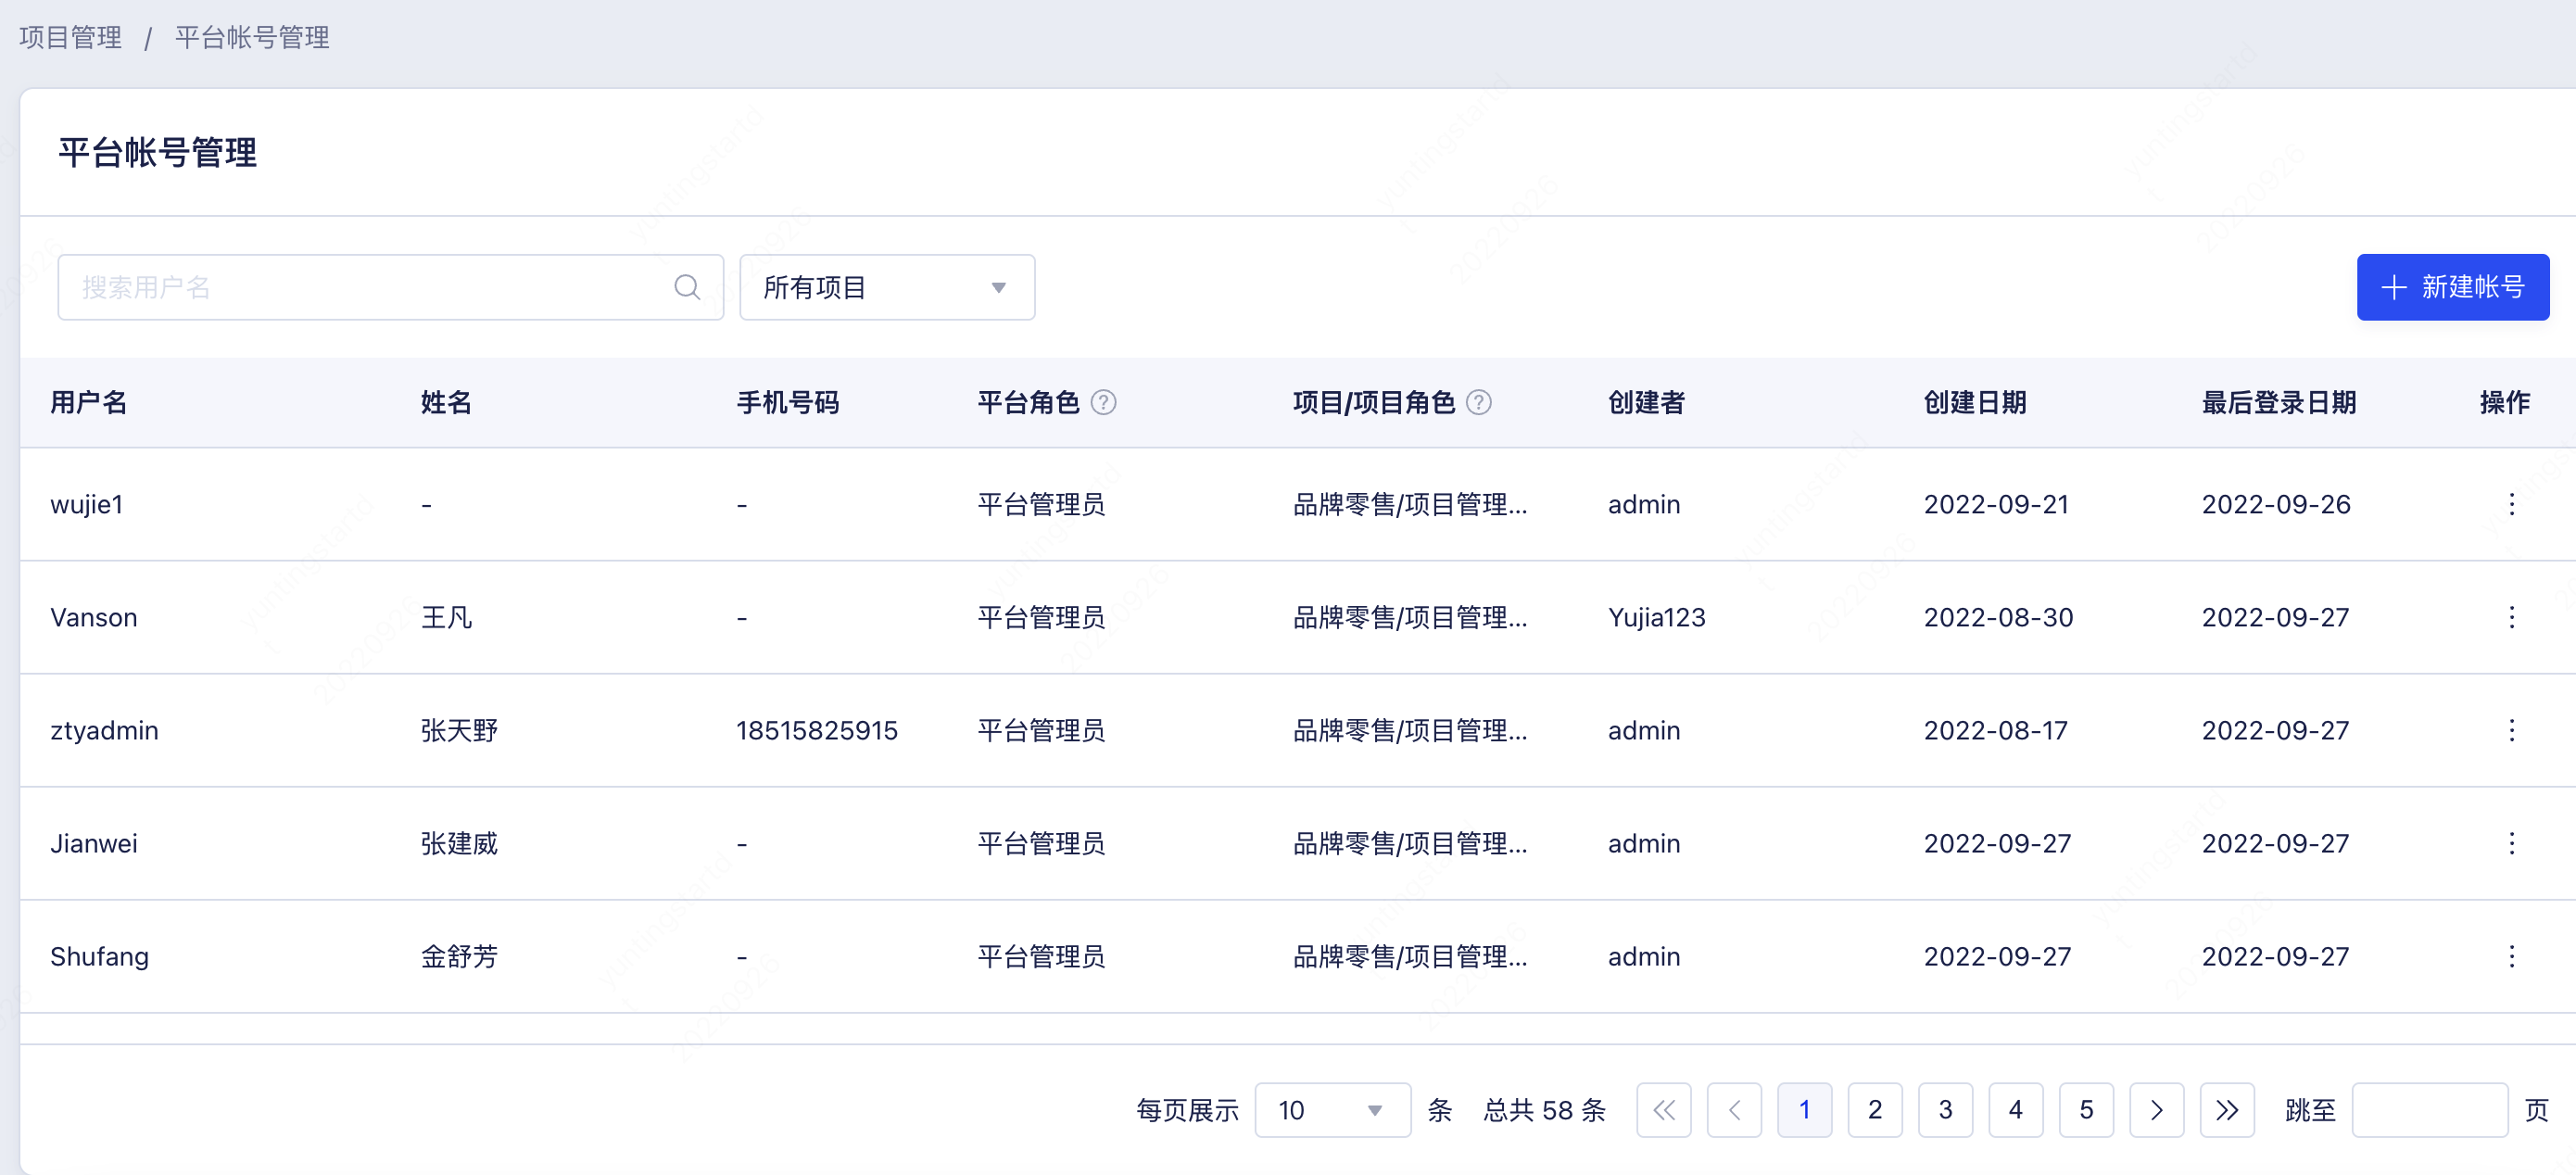 项目管理 / 平台帐号管理
平台帐号管理
搜索用户名 所有项目 新建帐号
用户名 姓名 手机号码 平台角色 ? 项目/项目角色 ? 创建者 创建日期 最后登录日期 操作
wujie1 - - 平台管理员 品牌零售/项目管理... admin 2022-09-21 2022-09-26
Vanson 王凡 - 平台管理员 品牌零售/项目管理... Yujia123 2022-08-30 2022-09-27
ztyadmin 张天野 18515825915 平台管理员 品牌零售/项目管理... admin 2022-08-17 2022-09-27
Jianwei 张建威 - 平台管理员 品牌零售/项目管理... admin 2022-09-27 2022-09-27
Shufang 金舒芳 - 平台管理员 品牌零售/项目管理... admin 2022-09-27 2022-09-27
每页展示 10 条 总共 58 条 1 2 3 4 5 跳至 页